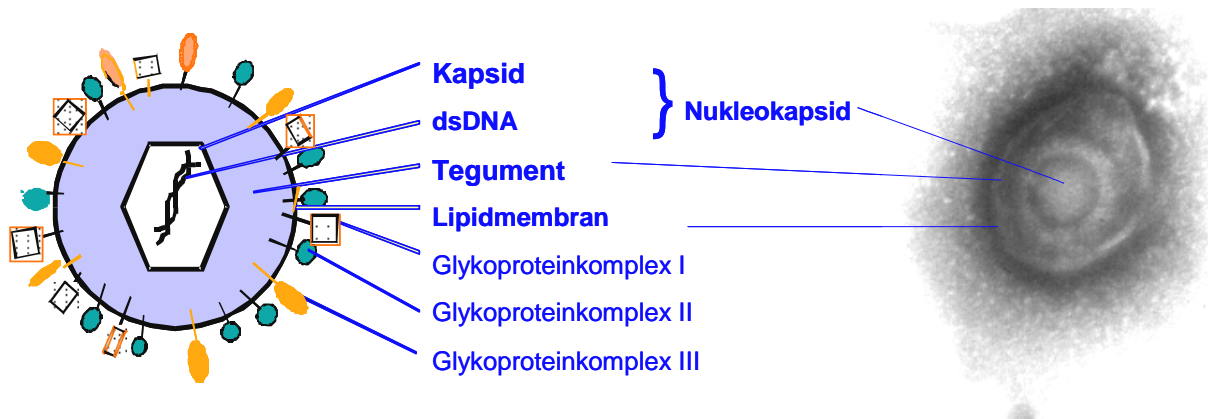 Kapsid
dsDNA
Nukleokapsid
Tegument
Lipidmembran
Glykoproteinkomplex I
Glykoproteinkomplex II
Glykoproteinkomplex III